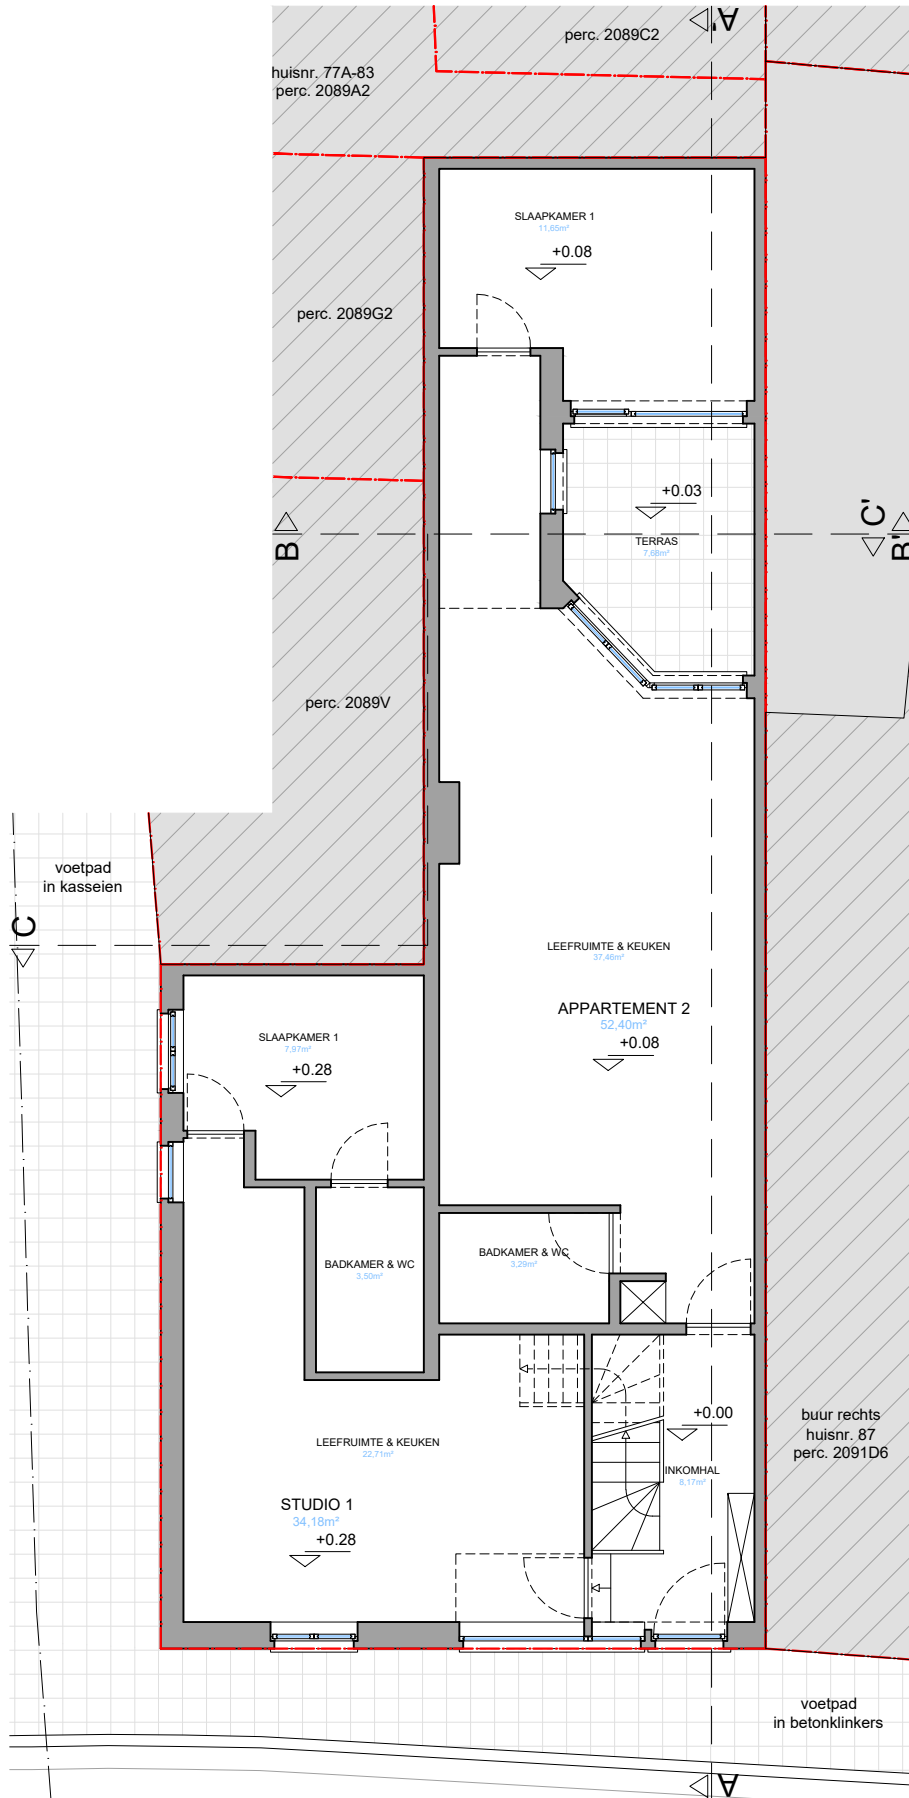 A'
perc. 2089C2
huisnr. 77A-83
perc. 2089A2
SLAAPKAMER 1
11,65m²
+0.08
perc. 2089G2
+0.03
TERRAS
7,68m²
B
C'
B'
perc. 2089V
voetpad
in kasseien
C
LEEFRUIMTE & KEUKEN
37,46m²
APPARTEMENT 2
52,40m²
+0.08
SLAAPKAMER 1
7,97m²
+0.28
BADKAMER & WC
3,50m²
BADKAMER & WC
3,29m²
+0.00
INKOMHAL
8,17m²
buur rechts
huisnr. 87
perc. 2091D6
LEEFRUIMTE & KEUKEN
22,71m²
STUDIO 1
34,18m²
+0.28
voetpad
in betonklinkers
A